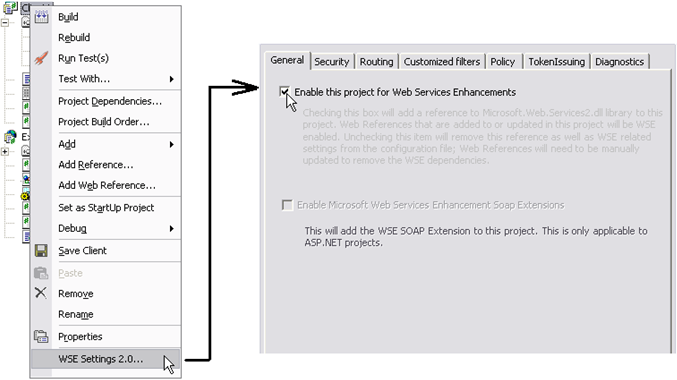 Build
Rebuild
Run Test(s)
Test With...
Project Dependencies...
Project Build Order...
Add
Add Reference...
Add Web Reference...
Set as StartUp Project
Debug
Save Client
Paste
Remove
Rename
Properties
WSE Settings 2.0...
General Security Routing Customized filters Policy TokenIssuing Diagnostics
Enable this project for Web Services Enhancements
Checking this box will add a reference to Microsoft.Web.Services2.dll library to this
project. Web References that are added to or updated in this project will be WSE
enabled. Unchecking this item will remove this reference as well as WSE related
settings from the configuration file; Web References will need to be manually
updated to remove the WSE dependencies.
Enable Microsoft Web Services Enhancement Soap Extensions
This will add the WSE SOAP Extension to this project. This is only applicable to
ASP.NET projects.